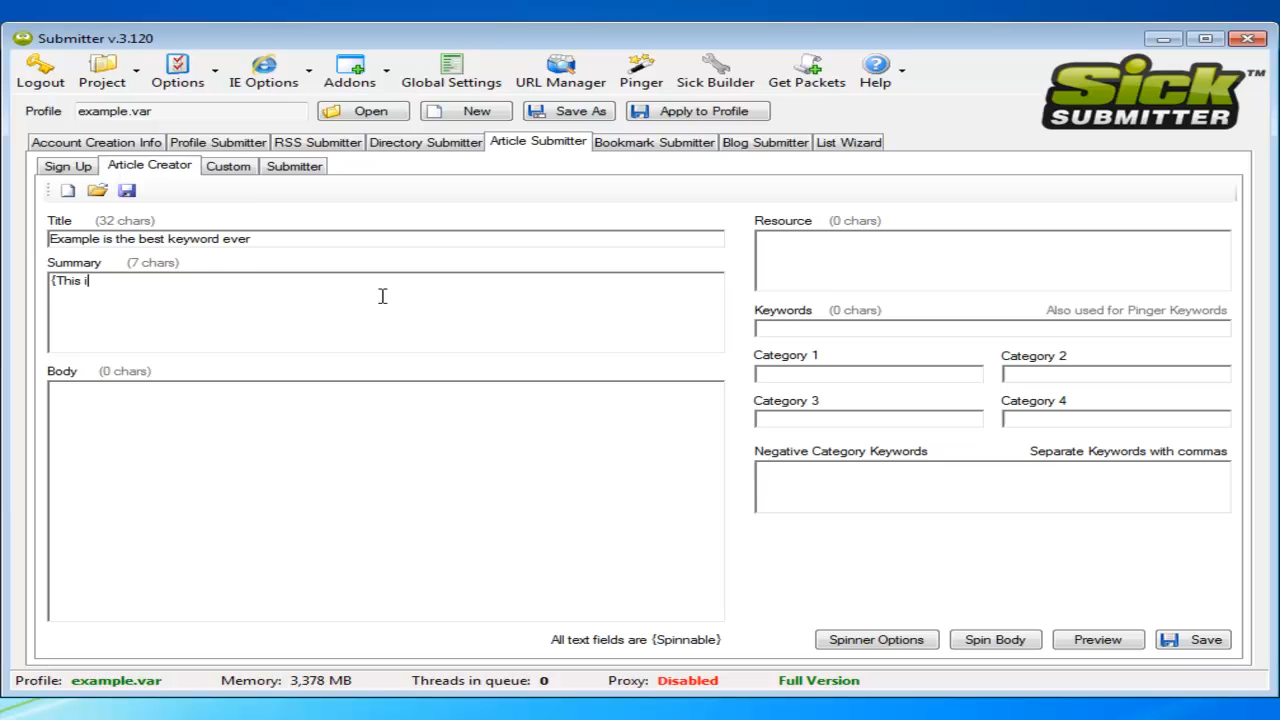 Submitter v.3.120
Logout Project Options IE Options Addons Global Settings URL Manager Pinger Sick Builder Get Packets Help
Sick SUBMITTER TM
Profile example.var Open New Save As Apply to Profile
Account Creation Info Profile Submitter RSS Submitter Directory Submitter Article Submitter Bookmark Submitter Blog Submitter List Wizard
Sign Up Article Creator Custom Submitter
Title (32 chars)
Example is the best keyword ever
Summary (7 chars)
{This i
Body (0 chars)
Resource (0 chars)
Keywords (0 chars) Also used for Pinger Keywords
Category 1 Category 2
Category 3 Category 4
Negative Category Keywords Separate Keywords with commas
All text fields are {Spinnable} Spinner Options Spin Body Preview Save
Profile: example.var Memory: 3,378 MB Threads in queue: 0 Proxy: Disabled Full Version